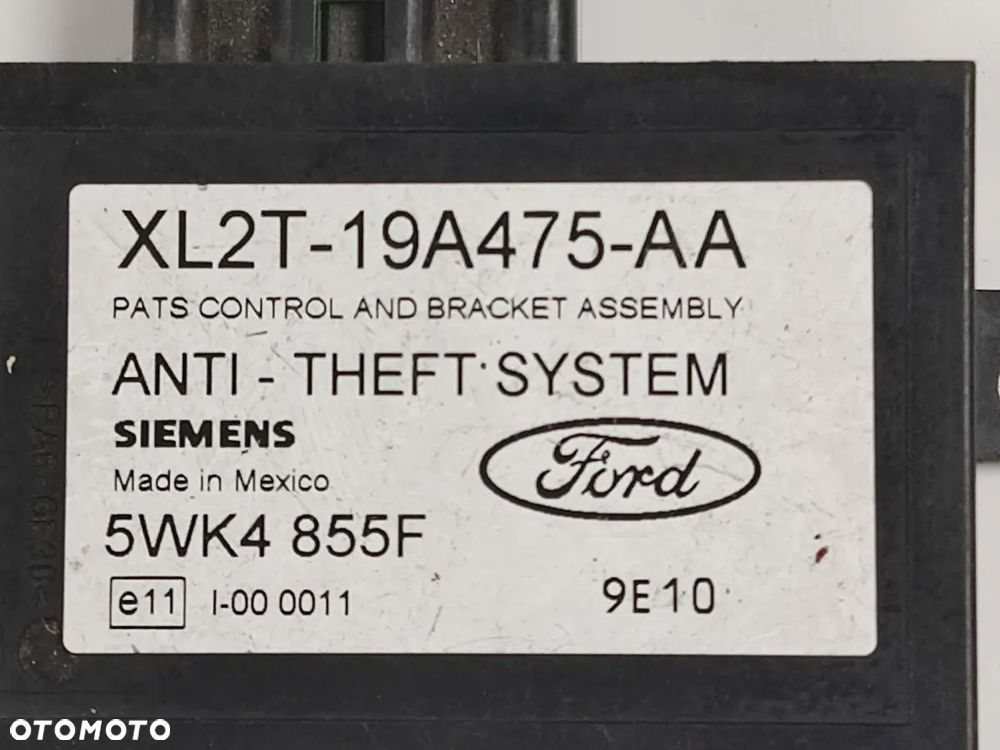 XL2T-19A475-AA
PATS CONTROL AND BRACKET ASSEMBLY
ANTI - THEFT SYSTEM
SIEMENS
Made in Mexico
Ford
5WK4 855F
e11 I-00 0011
9E10
OTOMOTO